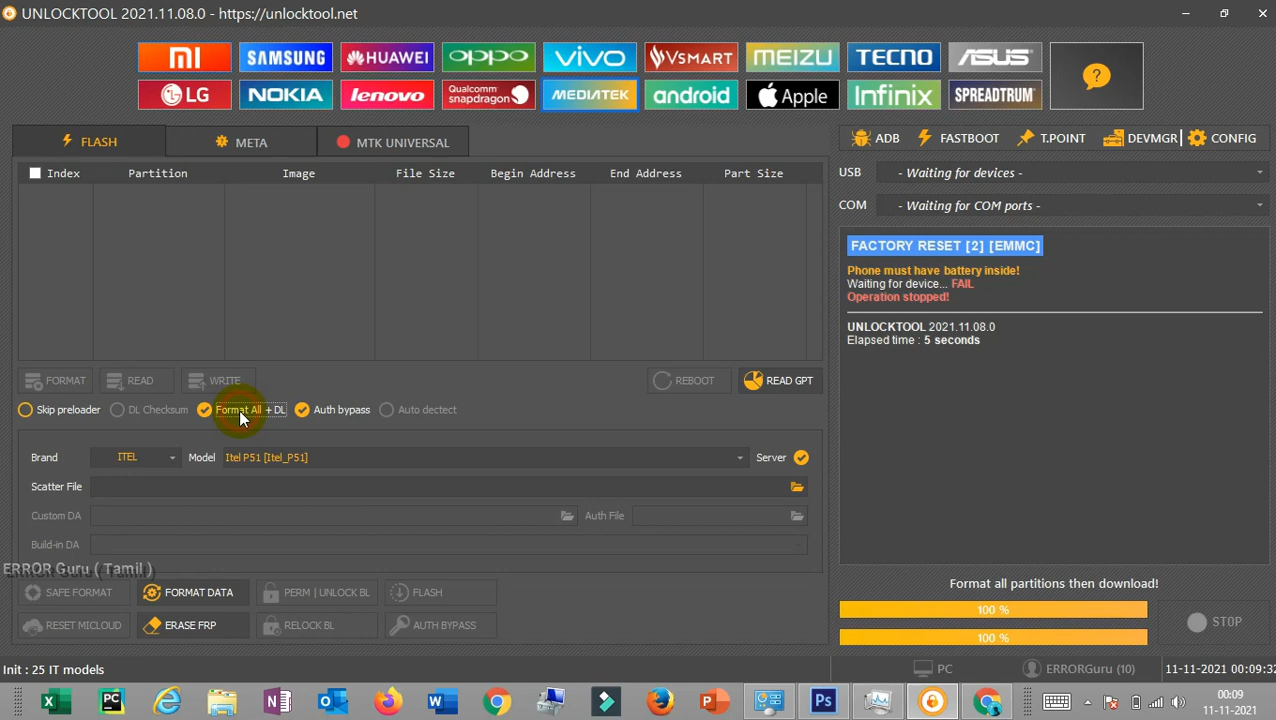 UNLOCKTOOL 2021.11.08.0 - https://unlocktool.net
MI SAMSUNG HUAWEI OPPO VIVO VSMART MEIZU TECNO ASUS ?
LG NOKIA lenovo Qualcomm snapdragon MEDIATEK android Apple Infinix SPREADTRUM
FLASH META MTK UNIVERSAL
ADB FASTBOOT T.POINT DEVMGR CONFIG
Index Partition Image File Size Begin Address End Address Part Size
USB - Waiting for devices -
COM - Waiting for COM ports -
FACTORY RESET [2] [EMMC]
Phone must have battery inside!
Waiting for device... FAIL
Operation stopped!
UNLOCKTOOL 2021.11.08.0
Elapsed time : 5 seconds
FORMAT READ WRITE REBOOT READ GPT
Skip preloader DL Checksum Format All + DL Auth bypass Auto dectect
Brand ITEL Model Itel P51 [Itel_P51] Server
Scatter File
Custom DA Auth File
Build-in DA
ERROR Guru ( Tamil )
SAFE FORMAT FORMAT DATA PERM | UNLOCK BL FLASH
RESET MICLOUD ERASE FRP RELOCK BL AUTH BYPASS
Format all partitions then download!
100 %
100 %
STOP
Init : 25 IT models
PC ERRORGuru (10) 11-11-2021 00:09:32
00:09
11-11-2021